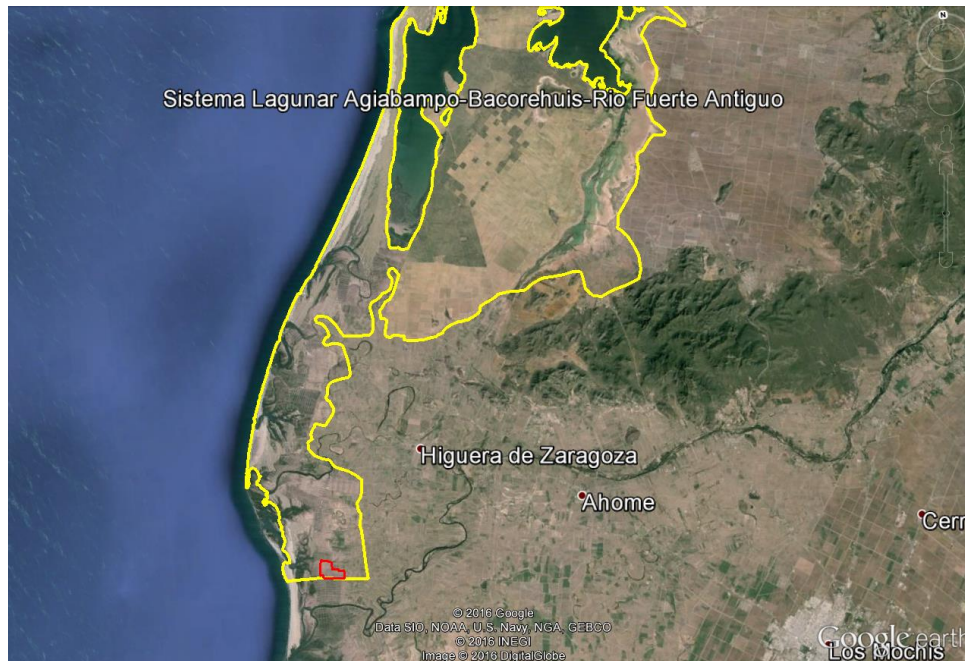 N
Sistema Lagunar Agiabampo-Bacorehuis-Rio Fuerte Antiguo
Higuera de Zaragoza
Ahome
Cerr
© 2016 Google
Data SIO, NOAA, U.S. Navy, NGA, GEBCO
© 2016 INEGI
Image © 2016 DigitalGlobe
Google earth
Los Mochis